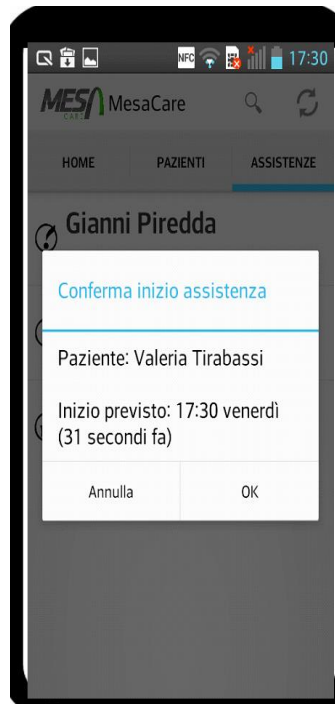 NFC 17:30
MESA CARE MesaCare
HOME PAZIENTI ASSISTENZE
Gianni Piredda
Conferma inizio assistenza
Paziente: Valeria Tirabassi
Inizio previsto: 17:30 venerdì
(31 secondi fa)
Annulla OK